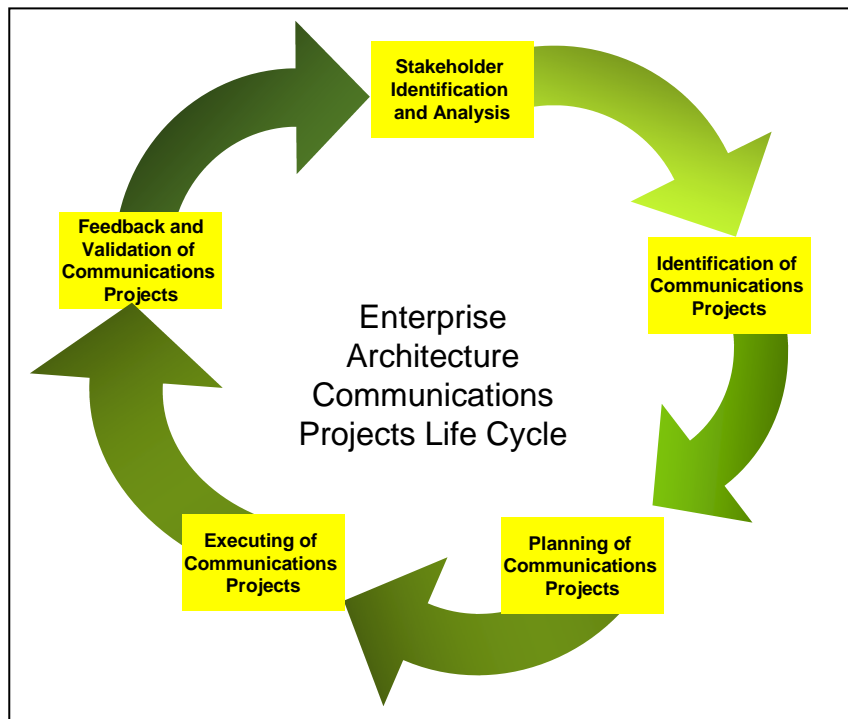 Stakeholder
Identification
and Analysis
Identification of
Communications
Projects
Planning of
Communications
Projects
Executing of
Communications
Projects
Feedback and
Validation of
Communications
Projects
Enterprise
Architecture
Communications
Projects Life Cycle